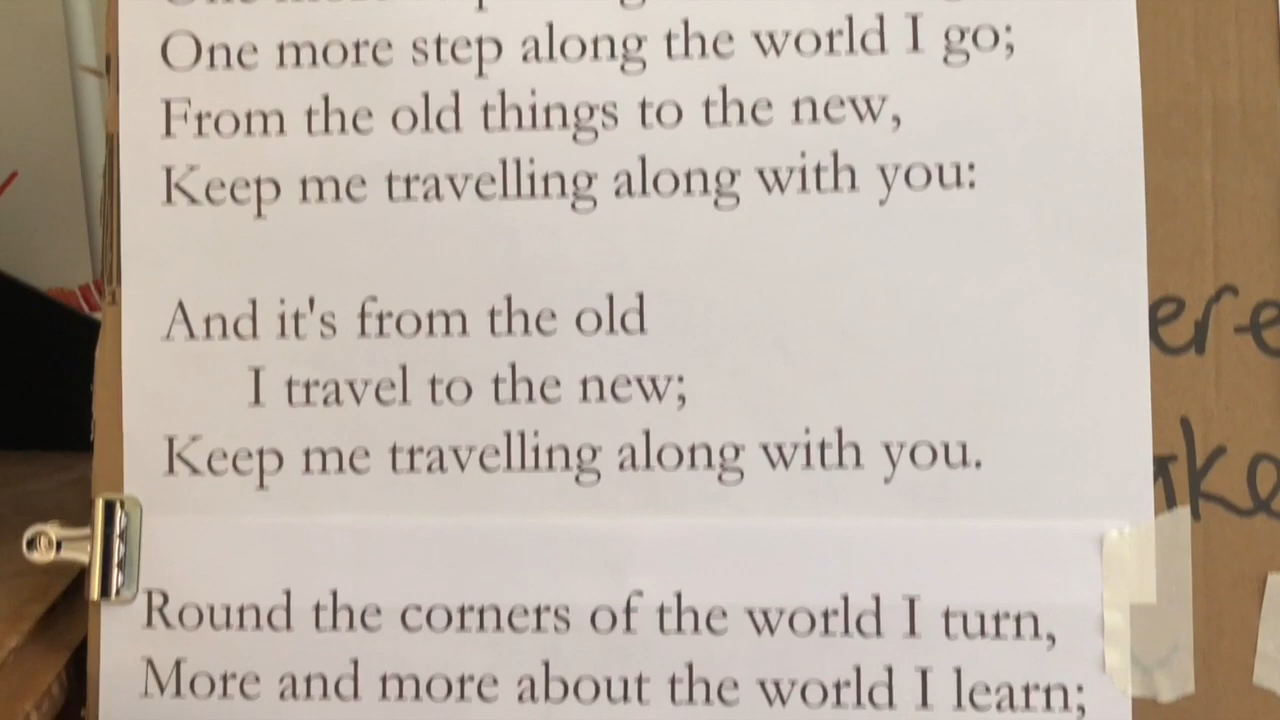 One more step along the world I go;
From the old things to the new,
Keep me travelling along with you:
And it's from the old
I travel to the new;
Keep me travelling along with you.
Round the corners of the world I turn,
More and more about the world I learn;